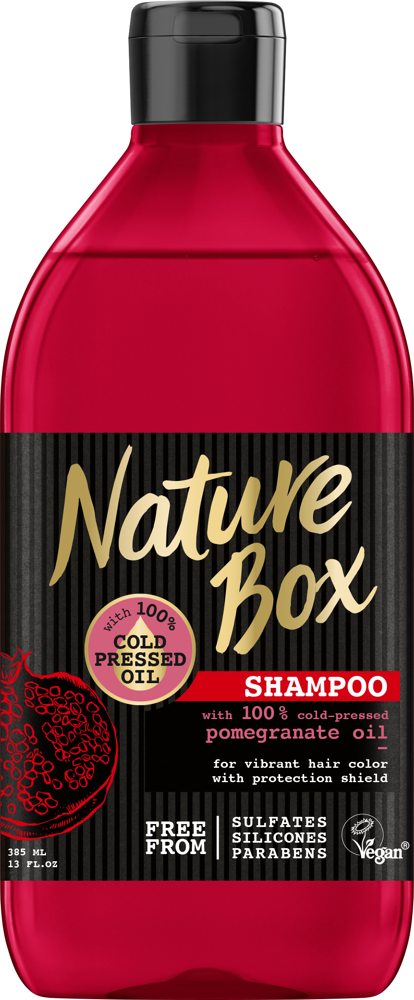 Nature
Box
with 100%
COLD
PRESSED
OIL
SHAMPOO
with 100 % cold-pressed
pomegranate oil
–
for vibrant hair color
with protection shield
FREE
FROM
SULFATES
SILICONES
PARABENS
Vegan®
385 ML
13 FL.OZ